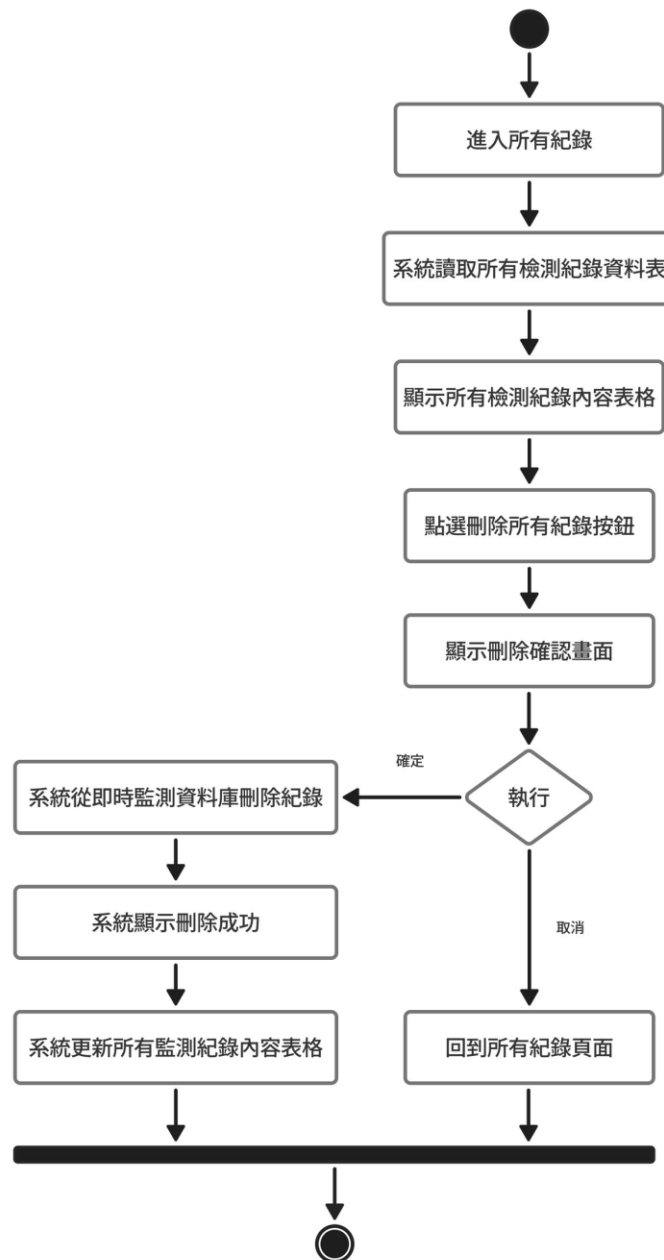 進入所有紀錄
系統讀取所有檢測紀錄資料表
顯示所有檢測紀錄內容表格
點選刪除所有紀錄按鈕
顯示刪除確認畫面
執行
確定
系統從即時監測資料庫刪除紀錄
系統顯示刪除成功
系統更新所有監測紀錄內容表格
取消
回到所有紀錄頁面